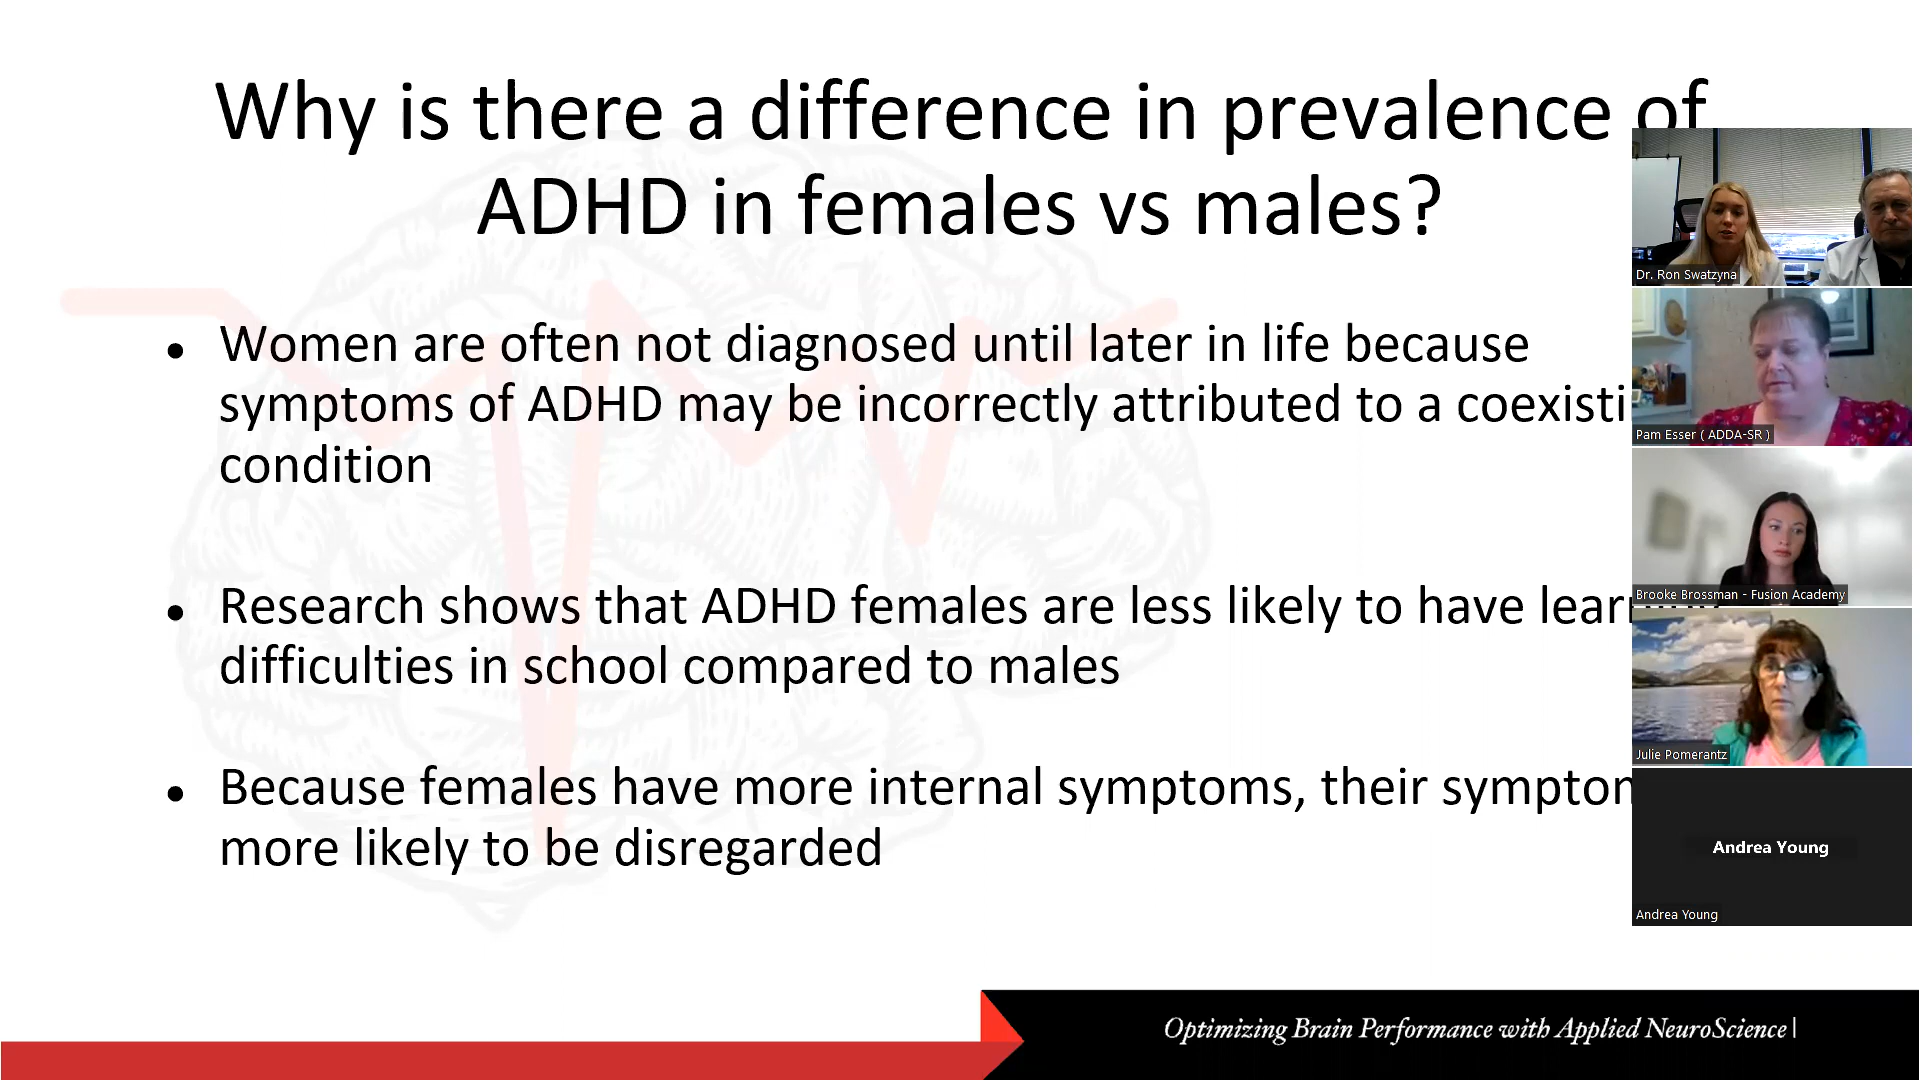 Why is there a difference in prevalence of
ADHD in females vs males?
• Women are often not diagnosed until later in life because
symptoms of ADHD may be incorrectly attributed to a coexisti
condition
• Research shows that ADHD females are less likely to have
difficulties in school compared to males
• Because females have more internal symptoms, their
more likely to be disregarded
Dr. Ron Swatzyna
Pam Esser ( ADDA-SR )
Brooke Brossman - Fusion Academy
Julie Pomerantz
Andrea Young
Andrea Young
Optimizing Brain Performance with Applied NeuroScience |